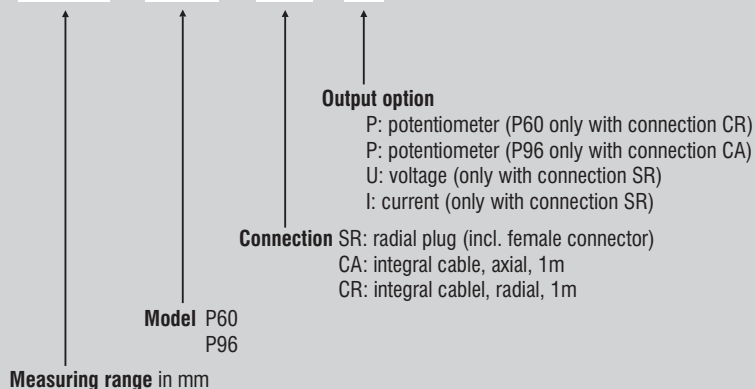 Output option
P: potentiometer (P60 only with connection CR)
P: potentiometer (P96 only with connection CA)
U: voltage (only with connection SR)
I: current (only with connection SR)
Connection SR: radial plug (incl. female connector)
CA: integral cable, axial, 1m
CR: integral cablel, radial, 1m
Model P60
P96
Measuring range in mm